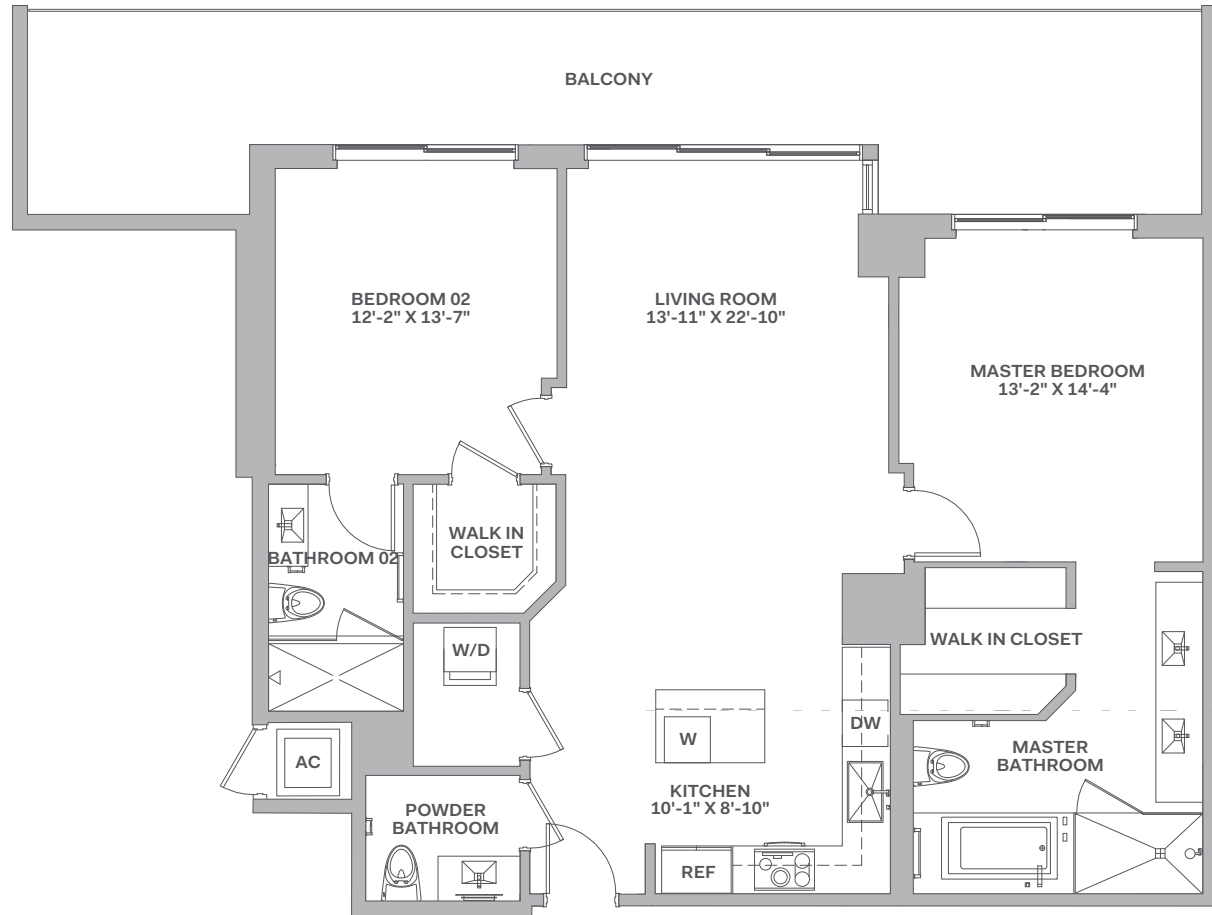 BALCONY
BEDROOM 02
12'-2" X 13'-7"
LIVING ROOM
13'-11" X 22'-10"
MASTER BEDROOM
13'-2" X 14'-4"
WALK IN
CLOSET
BATHROOM 02
WALK IN CLOSET
W/D
DW
W
AC
MASTER
BATHROOM
KITCHEN
10'-1" X 8'-10"
POWDER
BATHROOM
REF